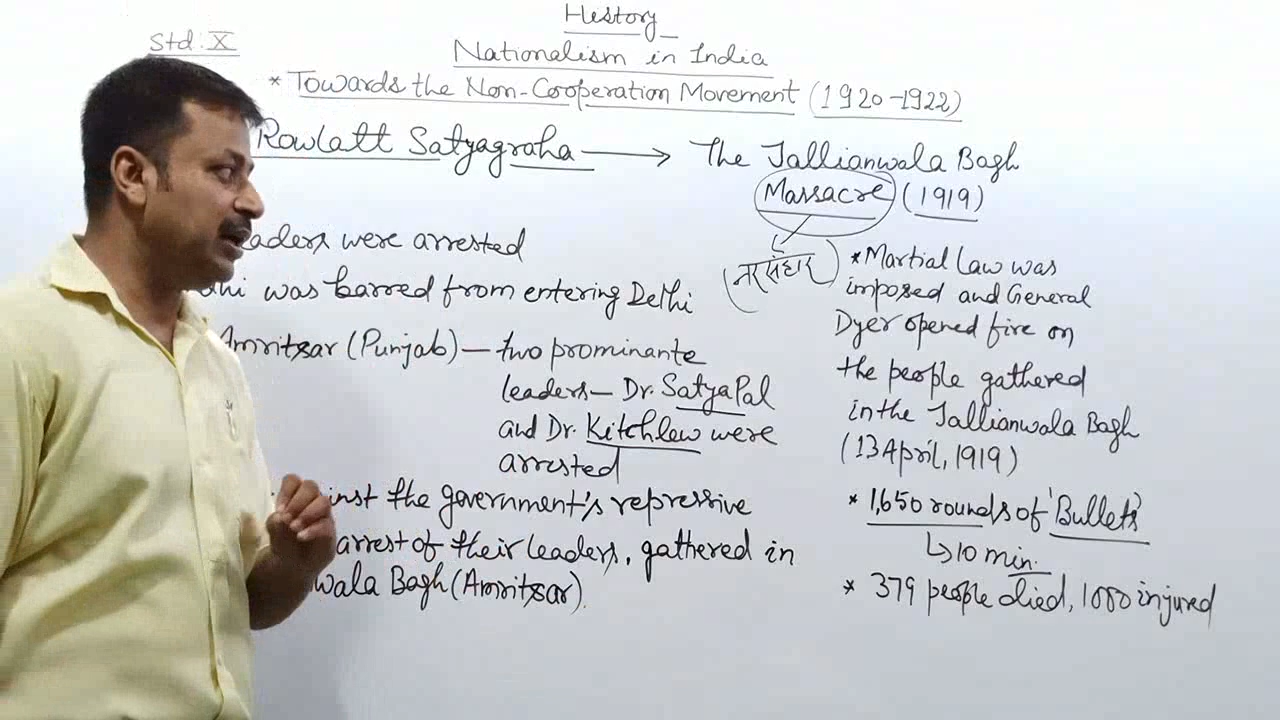 History
Std: X
Nationalism in India
* Towards the Non-Cooperation Movement (1920-1922)
Rowlatt Satyagraha → The Jallianwala Bagh
Massacre (1919)
(नरसंहार)
eaders were arrested
dhi was barred from entering Delhi
Amritsar (Punjab) - two prominante
leaders - Dr. Satya Pal
and Dr. Kitchlew were
arrested
inst the government's repressive
arrest of their leaders, gathered in
wala Bagh (Amritsar).
* Martial Law was
imposed and General
Dyer opened fire on
the people gathered
in the Jallianwala Bagh
(13 April, 1919)
* 1,650 rounds of 'Bullets'
↳ 10 min.
* 379 people died, 1000 injured